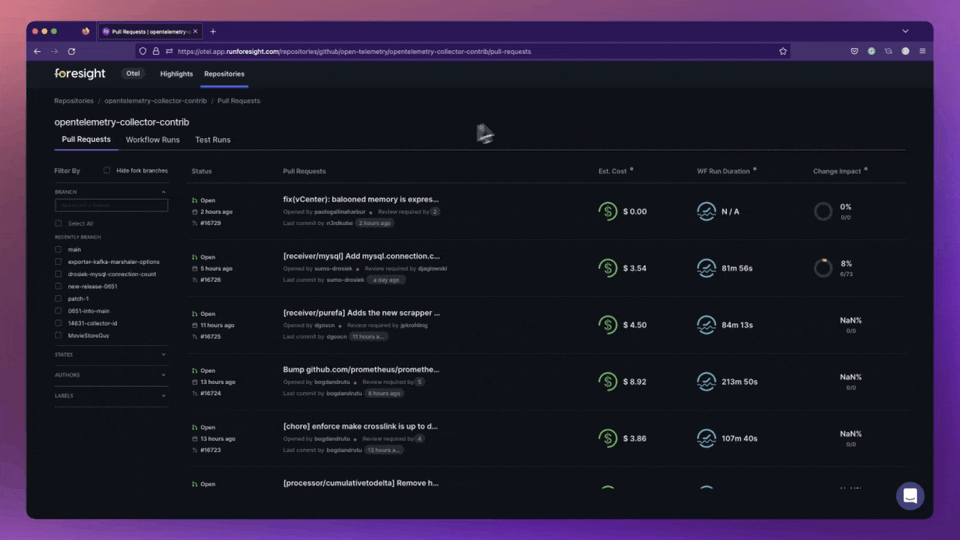 Pull Requests | opentelemetry-c
https://otel.app.runforesight.com/repositories/github/open-telemetry/opentelemetry-collector-contrib/pull-requests
foresight Otel Highlights Repositories
Repositories / opentelemetry-collector-contrib / Pull Requests
opentelemetry-collector-contrib
Pull Requests Workflow Runs Test Runs
Filter By Hide fork branches
BRANCH
Select All
RECENTLY BRANCH
main
exporter-kafka-marshaler-options
drosiek-mysql-connection-count
new-release-0651
patch-1
0651-into-main
14631-collector-id
MovieStoreGuy
STATES
AUTHORS
LABELS
Status Pull Requests Est. Cost WF Run Duration Change Impact
Open
2 hours ago
#16729
fix(vCenter): balooned memory is expres...
Opened by paologallinaharbur Review required by 2
Last commit by n3rdkube 2 hours ago
$ 0.00
N / A
0%
0/0
Open
5 hours ago
#16726
[receiver/mysql] Add mysql.connection.c...
Opened by sumo-drosiek Review required by djaglowski
Last commit by sumo-drosiek a day ago
$ 3.54
81m 56s
8%
6/73
Open
11 hours ago
#16725
[receiver/purefa] Adds the new scrapper ...
Opened by dgoscn Review required by jpkrohling
Last commit by dgoscn 11 hours a...
$ 4.50
84m 13s
NaN%
0/0
Open
13 hours ago
#16724
Bump github.com/prometheus/promethe...
Opened by bogdandrutu Review required by 5
Last commit by bogdandrutu 8 hours ago
$ 8.92
213m 50s
NaN%
0/0
Open
13 hours ago
#16723
[chore] enforce make crosslink is up to d...
Opened by bogdandrutu Review required by 4
Last commit by bogdandrutu 13 hours a...
$ 3.86
107m 40s
NaN%
0/0
Open
[processor/cumulativetodelta] Remove h...